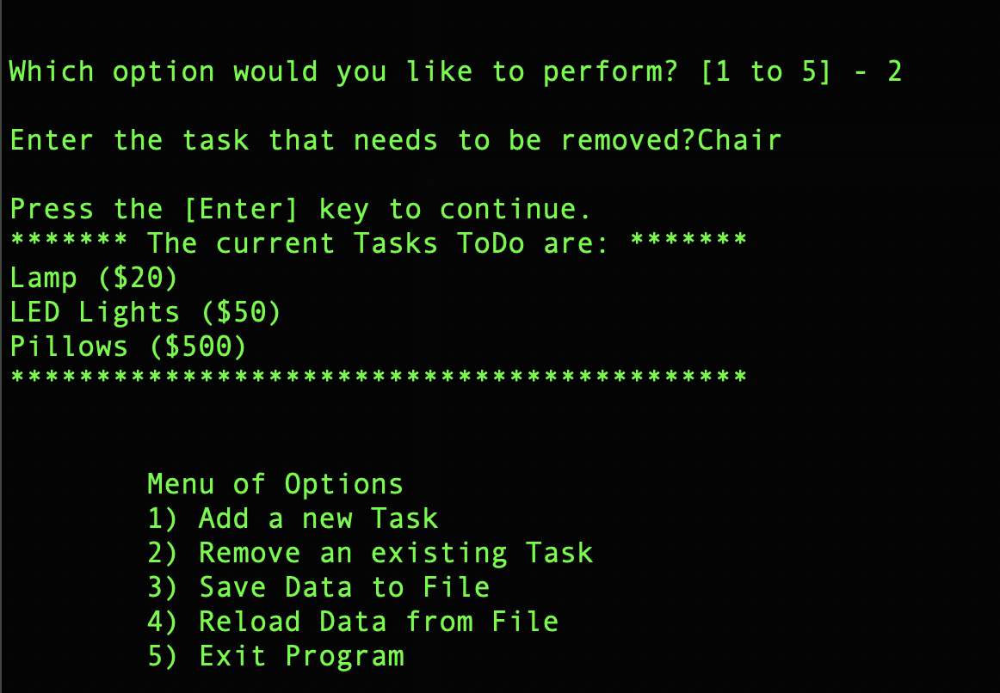 Which option would you like to perform? [1 to 5] - 2
Enter the task that needs to be removed?Chair
Press the [Enter] key to continue.
******* The current Tasks ToDo are: *******
Lamp ($20)
LED Lights ($50)
Pillows ($500)
*******************************************
Menu of Options
1) Add a new Task
2) Remove an existing Task
3) Save Data to File
4) Reload Data from File
5) Exit Program